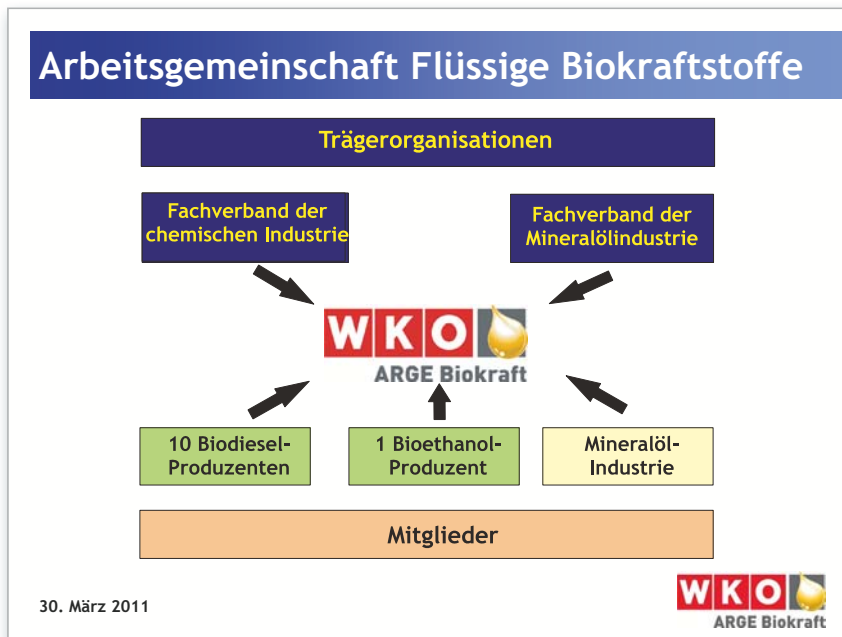 Arbeitsgemeinschaft Flüssige Biokraftstoffe
Trägerorganisationen
Fachverband der
chemischen Industrie
Fachverband der
Mineralölindustrie
WKO
ARGE Biokraft
10 Biodiesel-
Produzenten
1 Bioethanol-
Produzent
Mineralöl-
Industrie
Mitglieder
30. März 2011
WKO
ARGE Biokraft